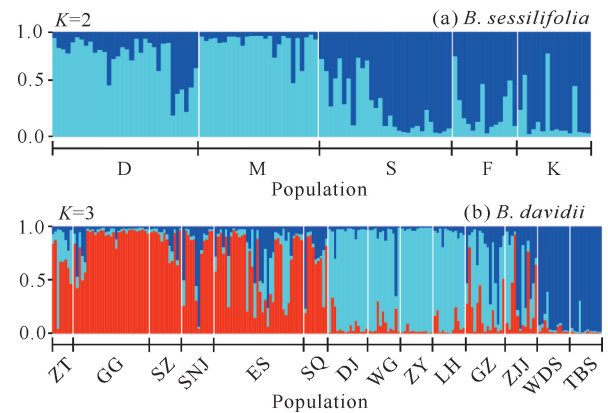 K=2 (a) B. sessilifolia
1.0
0.5
0.0
D M S F K
Population
K=3 (b) B. davidii
1.0
0.5
0.0
ZT GG SZ SNJ ES SQ DJ WG ZY LH GZ ZJJ WDS TBS
Population